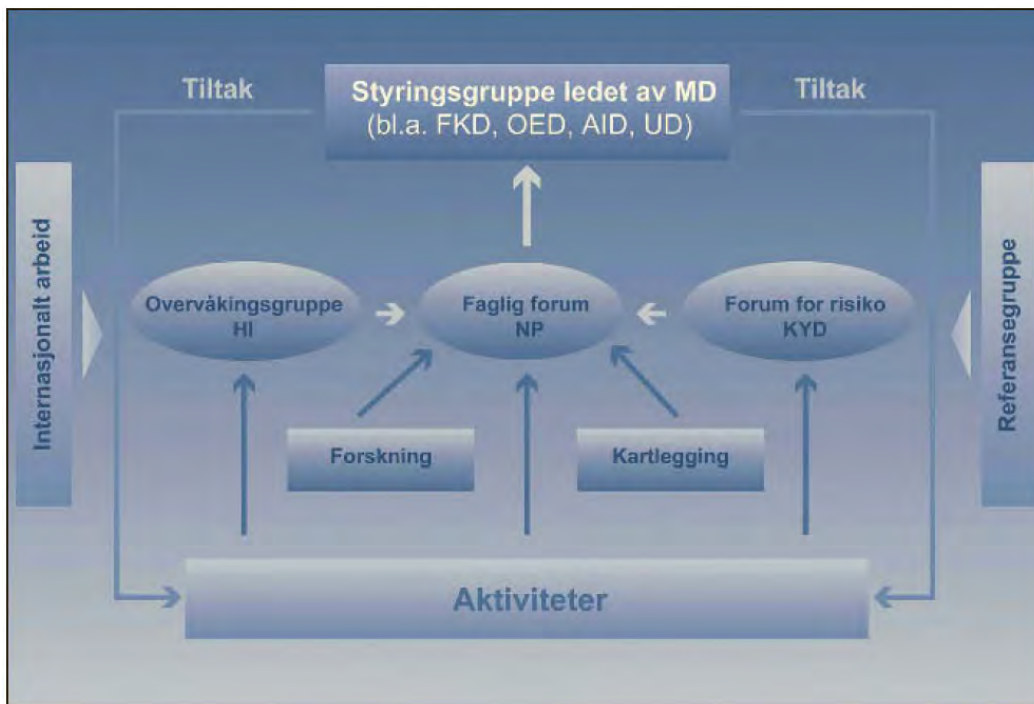 Tiltak
Styringsgruppe ledet av MD
(bl.a. FKD, OED, AID, UD)
Tiltak
Internasjonalt arbeid
Overvåkingsgruppe
HI
Faglig forum
NP
Forum for risiko
KYD
Referansegruppe
Forskning
Kartlegging
Aktiviteter